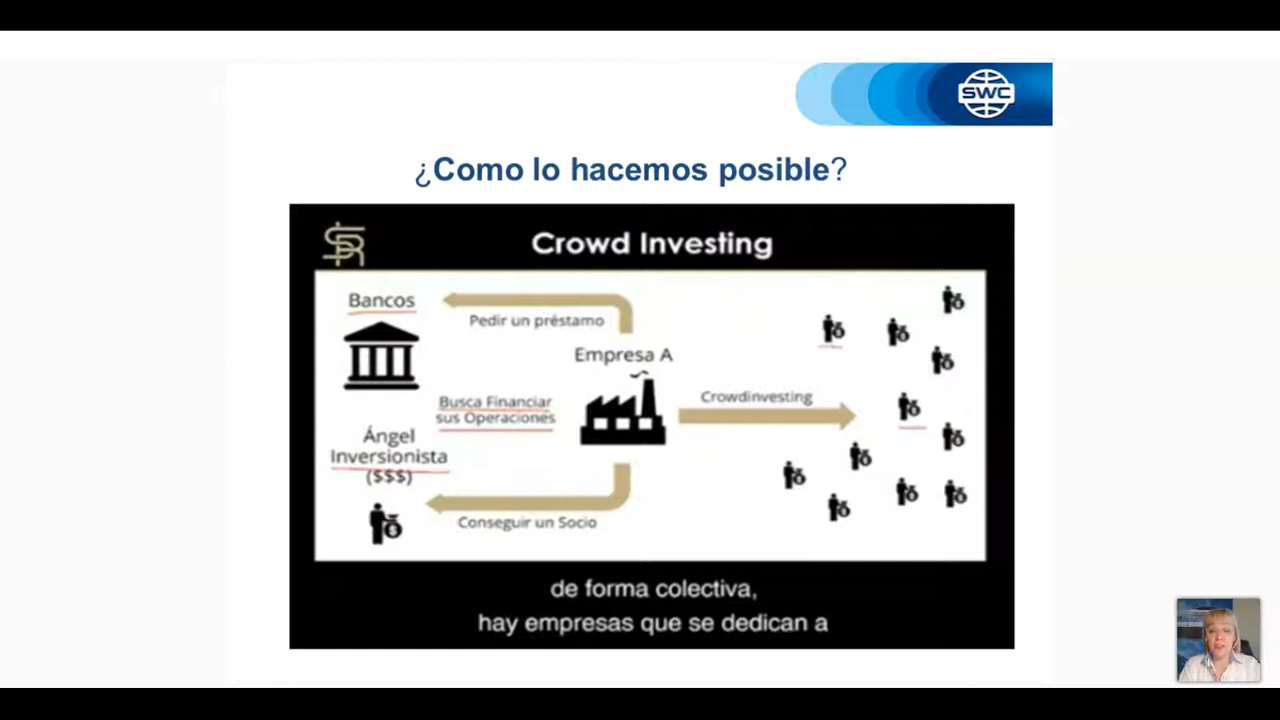 SWC
¿Como lo hacemos posible?
Crowd Investing
Bancos
Pedir un préstamo
Empresa A
Busca Financiar
sus Operaciones
Crowdinvesting
Ángel
Inversionista
($$$)
Conseguir un Socio
de forma colectiva,
hay empresas que se dedican a